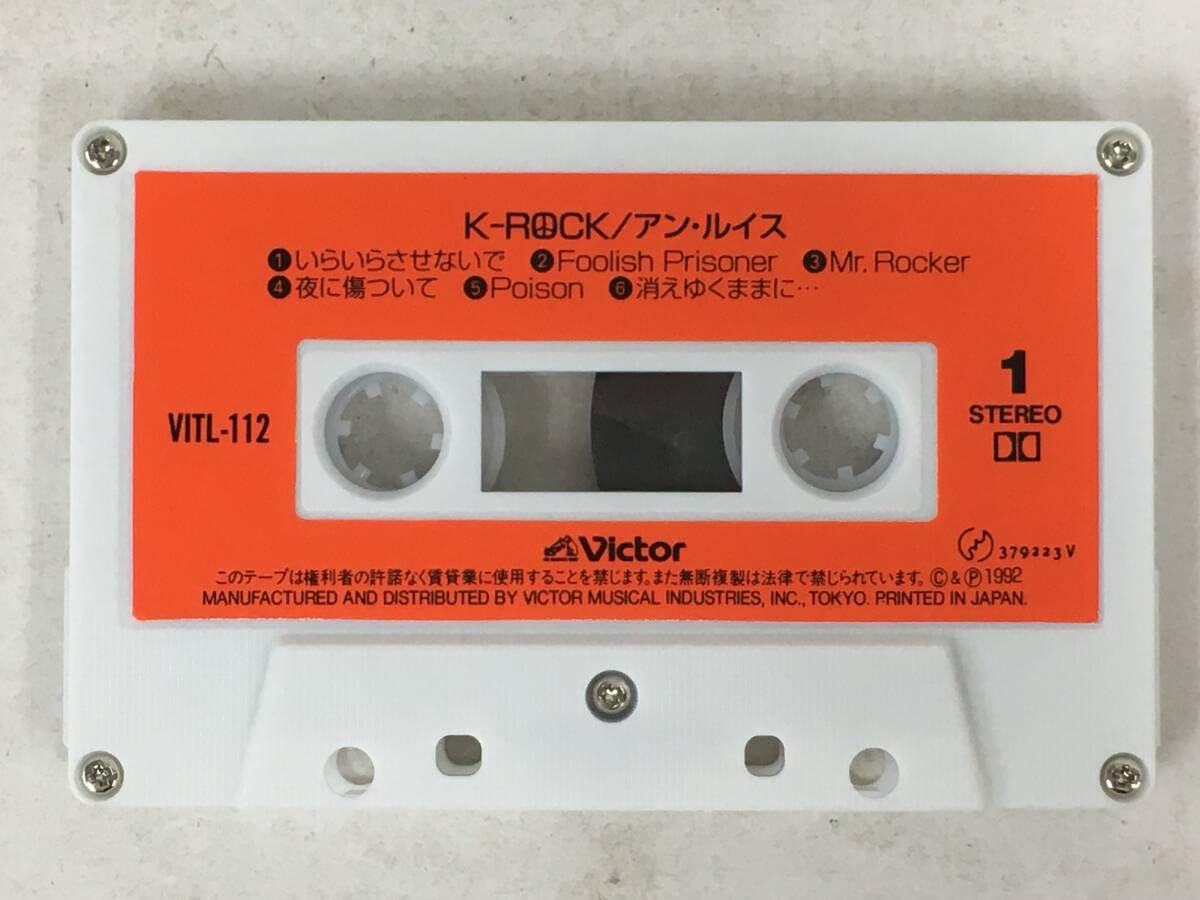 K-ROCK/アン・ルイス
❶いらいらさせないで ❷Foolish Prisoner ❸Mr. Rocker
❹夜に傷ついて ❺Poison ❻消えゆくままに…
VITL-112
1
STEREO
Victor
379223V
このテープは権利者の許諾なく賃貸業に使用することを禁じます。また無断複製は法律で禁じられています。Ⓒ&Ⓟ1992
MANUFACTURED AND DISTRIBUTED BY VICTOR MUSICAL INDUSTRIES, INC., TOKYO. PRINTED IN JAPAN.